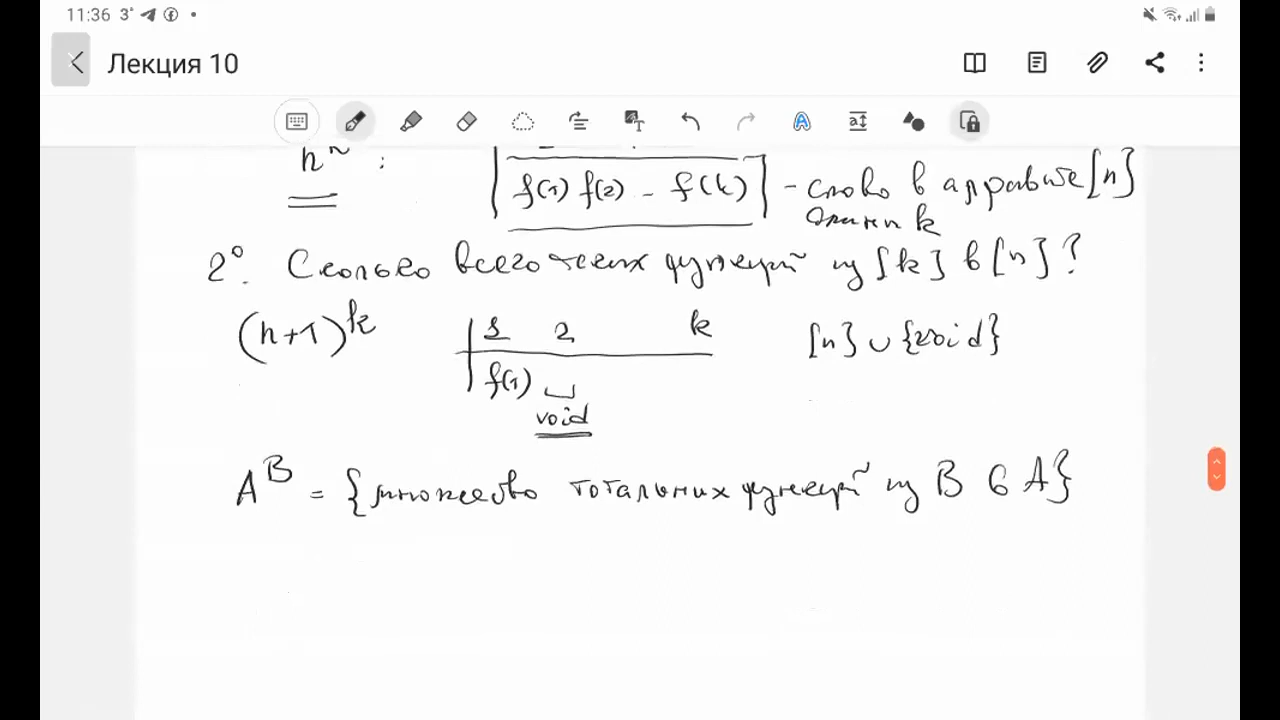 11:36 3°
Лекция 10
n^k :
f(1) f(2) - f(k) - слово в алфавите [n]
длины k
2°. Сколько всего таких функций из [k] в [n]?
(n+1)^k 1 2 k [n] ∪ {void}
f(1) void
A^B = {множество тотальных функций из B в A}